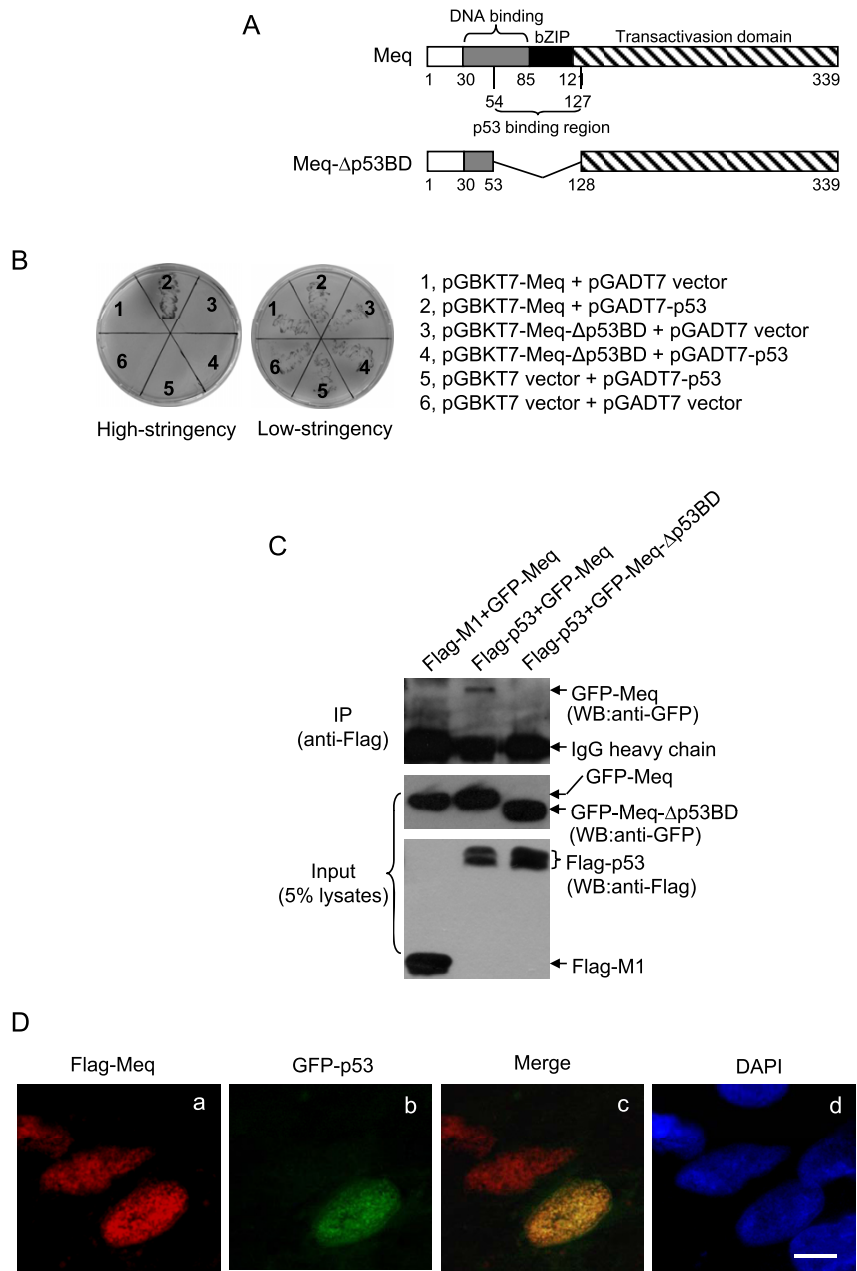 A
DNA binding
bZIP
Transactivasion domain
Meq
1 30 85 121 339
54 127
p53 binding region
Meq-Δp53BD
1 30 53 128 339
B
1 2 3 4 5 6
1 2 3 4 5 6
High-stringency
Low-stringency
1, pGBKT7-Meq + pGADT7 vector
2, pGBKT7-Meq + pGADT7-p53
3, pGBKT7-Meq-Δp53BD + pGADT7 vector
4, pGBKT7-Meq-Δp53BD + pGADT7-p53
5, pGBKT7 vector + pGADT7-p53
6, pGBKT7 vector + pGADT7 vector
C
Flag-M1+GFP-Meq
Flag-p53+GFP-Meq
Flag-p53+GFP-Meq-Δp53BD
IP
(anti-Flag)
GFP-Meq
(WB:anti-GFP)
IgG heavy chain
GFP-Meq
GFP-Meq-Δp53BD
(WB:anti-GFP)
Input
(5% lysates)
Flag-p53
(WB:anti-Flag)
Flag-M1
D
Flag-Meq
GFP-p53
Merge
DAPI
a
b
c
d